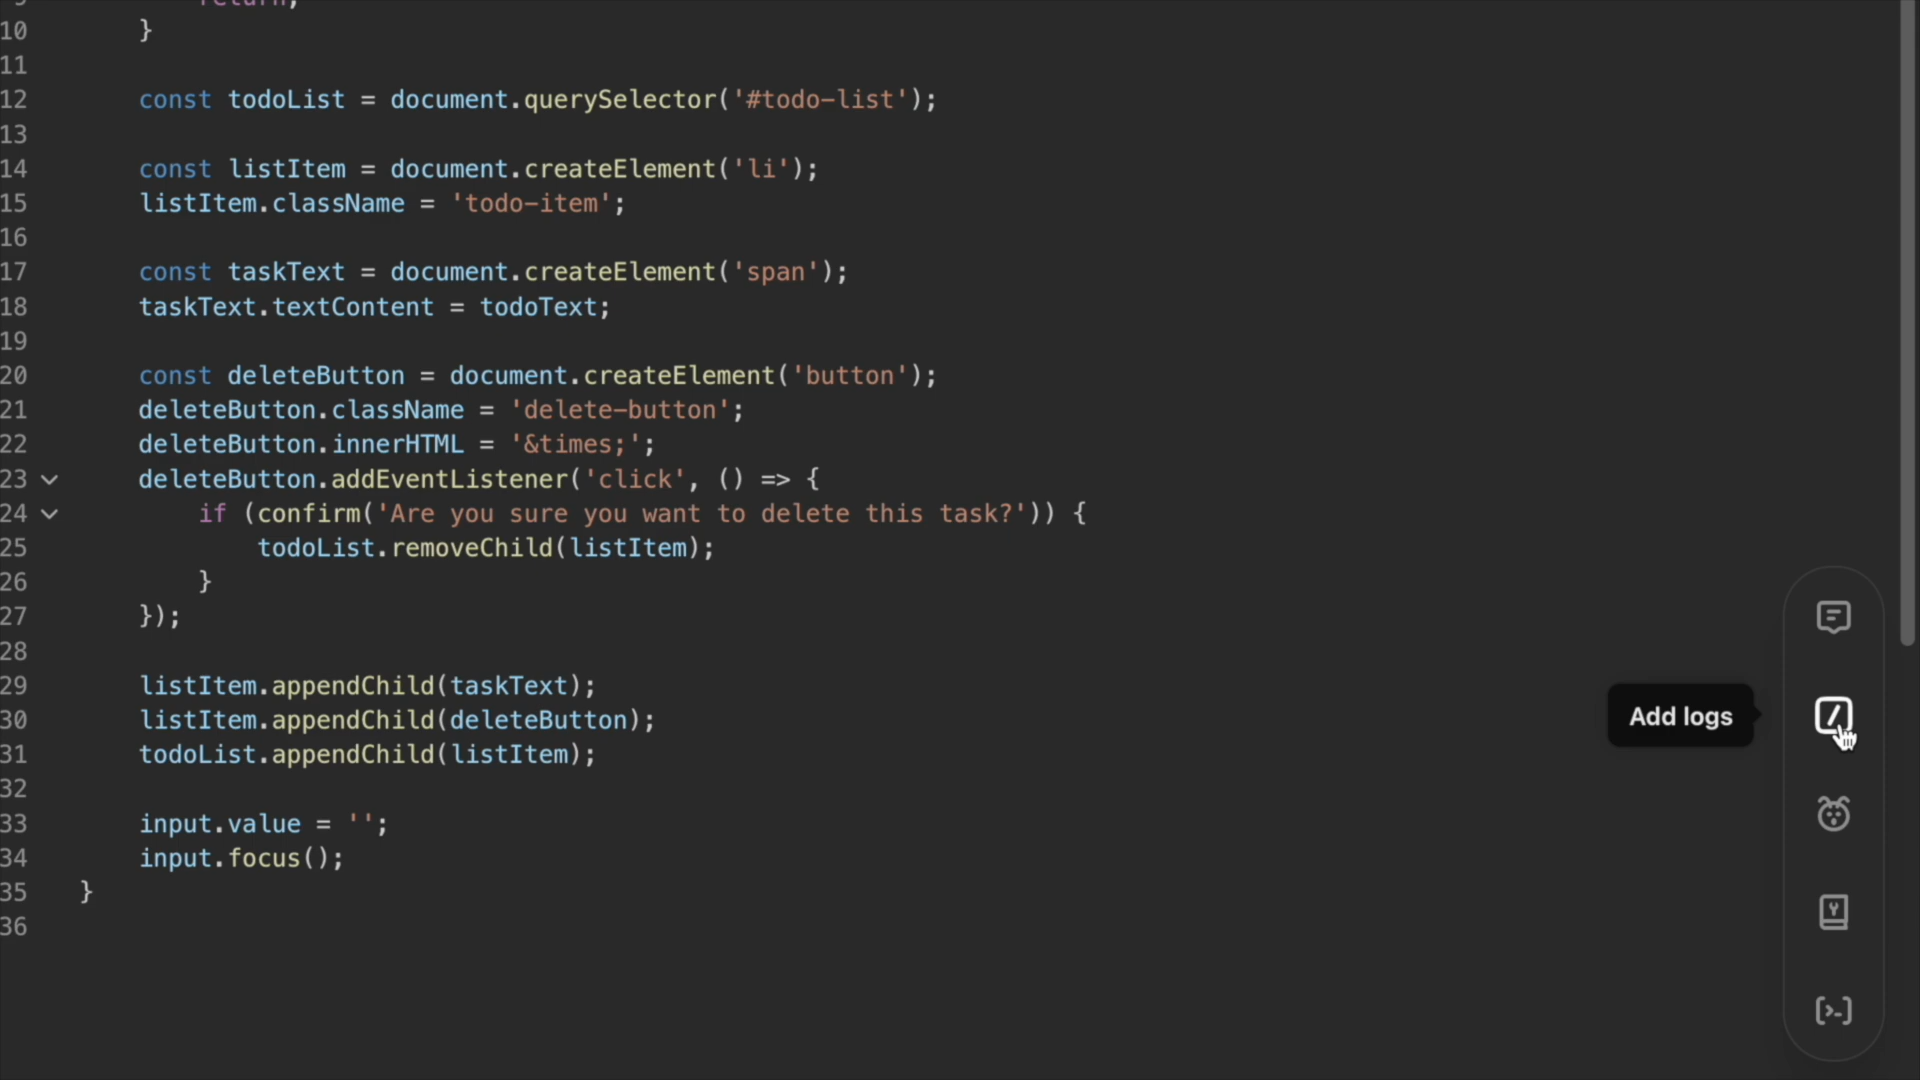 9 return;
10 }
11
12 const todoList = document.querySelector('#todo-list');
13
14 const listItem = document.createElement('li');
15 listItem.className = 'todo-item';
16
17 const taskText = document.createElement('span');
18 taskText.textContent = todoText;
19
20 const deleteButton = document.createElement('button');
21 deleteButton.className = 'delete-button';
22 deleteButton.innerHTML = '&times;';
23 deleteButton.addEventListener('click', () => {
24 if (confirm('Are you sure you want to delete this task?')) {
25 todoList.removeChild(listItem);
26 }
27 });
28
29 listItem.appendChild(taskText);
30 listItem.appendChild(deleteButton);
31 todoList.appendChild(listItem);
32
33 input.value = '';
34 input.focus();
35 }
36
Add logs